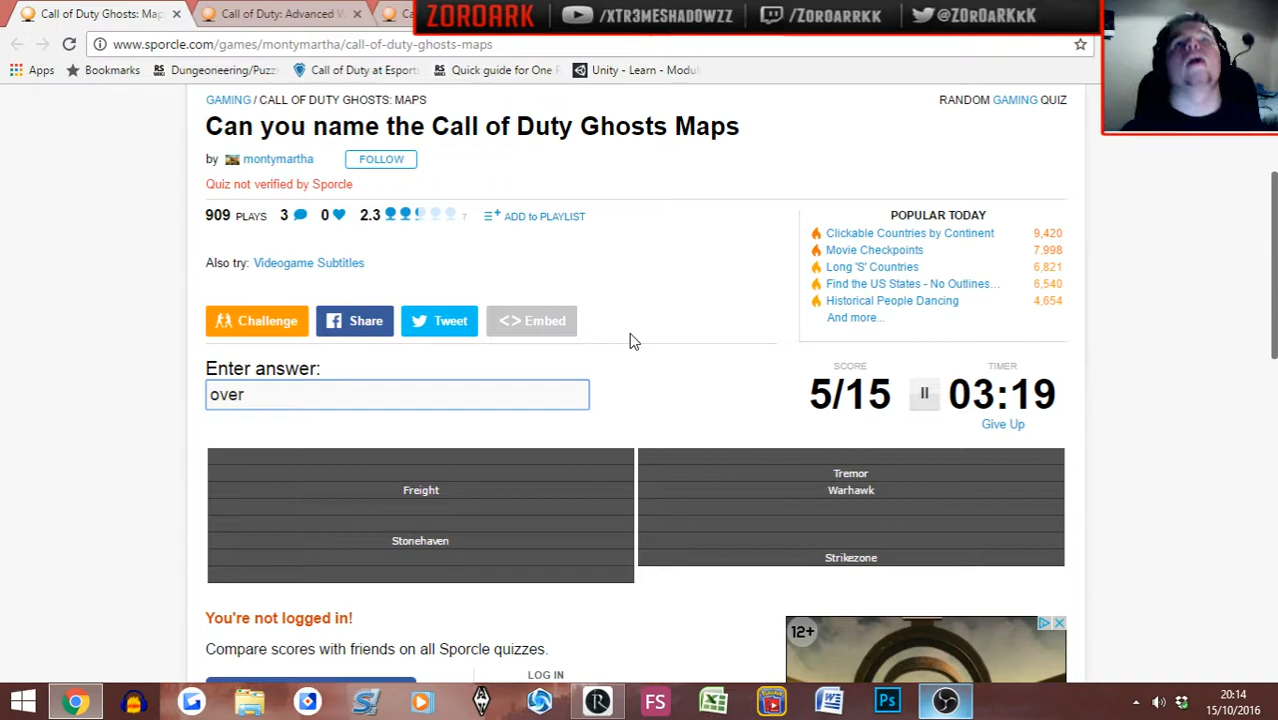 Call of Duty Ghosts: Map
Call of Duty: Advanced W
Ca
ZOROARK
/XTR3MESHADOWZZ
/Z0r0Arrkk
@Z0r0ArKkK
www.sporcle.com/games/montymartha/call-of-duty-ghosts-maps
Apps
Bookmarks
Dungeoneering/Puzz
Call of Duty at Esport
Quick guide for One P
Unity - Learn - Modu
GAMING / CALL OF DUTY GHOSTS: MAPS
RANDOM GAMING QUIZ
Can you name the Call of Duty Ghosts Maps
by montymartha
FOLLOW
Quiz not verified by Sporcle
909 PLAYS 3 0 2.3 7 ADD to PLAYLIST
Also try: Videogame Subtitles
POPULAR TODAY
Clickable Countries by Continent 9,420
Movie Checkpoints 7,998
Long 'S' Countries 6,821
Find the US States - No Outlines... 6,540
Historical People Dancing 4,654
And more...
Challenge
Share
Tweet
<> Embed
Enter answer:
over
SCORE
5/15
TIMER
03:19
Give Up
Freight
Stonehaven
Tremor
Warhawk
Strikezone
You're not logged in!
Compare scores with friends on all Sporcle quizzes.
LOG IN
12+
FS
Ps
20:14
15/10/2016